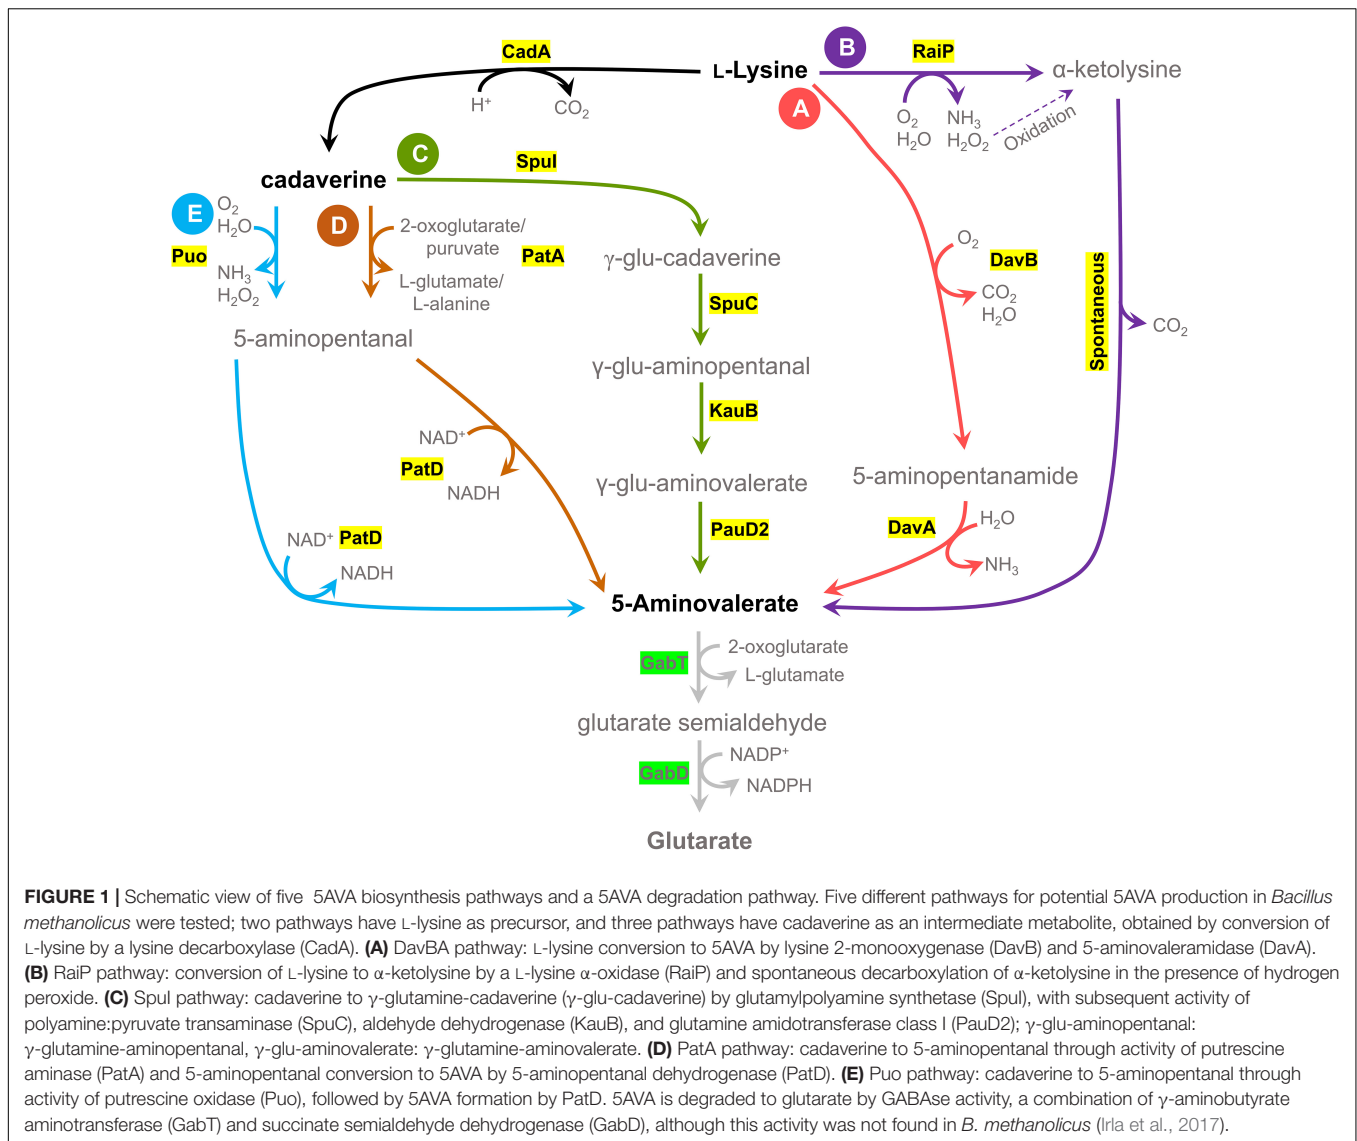 CadA
H⁺
CO₂
L-Lysine
B
RaiP
α-ketolysine
A
O₂
H₂O
NH₃
H₂O₂
Oxidation
C
SpuI
cadaverine
E
O₂
H₂O
Puo
NH₃
H₂O₂
D
2-oxoglutarate/
puruvate
PatA
L-glutamate/
L-alanine
γ-glu-cadaverine
O₂
DavB
CO₂
H₂O
Spontaneous
CO₂
SpuC
5-aminopentanal
γ-glu-aminopentanal
KauB
NAD⁺
PatD
NADH
γ-glu-aminovalerate
5-aminopentanamide
PauD2
DavA
H₂O
NH₃
NAD⁺ PatD
NADH
5-Aminovalerate
GabT
2-oxoglutarate
L-glutamate
glutarate semialdehyde
GabD
NADP⁺
NADPH
Glutarate
FIGURE 1 | Schematic view of five 5AVA biosynthesis pathways and a 5AVA degradation pathway. Five different pathways for potential 5AVA production in Bacillus
methanolicus were tested; two pathways have L-lysine as precursor, and three pathways have cadaverine as an intermediate metabolite, obtained by conversion of
L-lysine by a lysine decarboxylase (CadA). (A) DavBA pathway: L-lysine conversion to 5AVA by lysine 2-monooxygenase (DavB) and 5-aminovaleramidase (DavA).
(B) RaiP pathway: conversion of L-lysine to α-ketolysine by a L-lysine α-oxidase (RaiP) and spontaneous decarboxylation of α-ketolysine in the presence of hydrogen
peroxide. (C) SpuI pathway: cadaverine to γ-glutamine-cadaverine (γ-glu-cadaverine) by glutamylpolyamine synthetase (SpuI), with subsequent activity of
polyamine:pyruvate transaminase (SpuC), aldehyde dehydrogenase (KauB), and glutamine amidotransferase class I (PauD2); γ-glu-aminopentanal:
γ-glutamine-aminopentanal, γ-glu-aminovalerate: γ-glutamine-aminovalerate. (D) PatA pathway: cadaverine to 5-aminopentanal through activity of putrescine
aminase (PatA) and 5-aminopentanal conversion to 5AVA by 5-aminopentanal dehydrogenase (PatD). (E) Puo pathway: cadaverine to 5-aminopentanal through
activity of putrescine oxidase (Puo), followed by 5AVA formation by PatD. 5AVA is degraded to glutarate by GABAse activity, a combination of γ-aminobutyrate
aminotransferase (GabT) and succinate semialdehyde dehydrogenase (GabD), although this activity was not found in B. methanolicus (Irla et al., 2017).